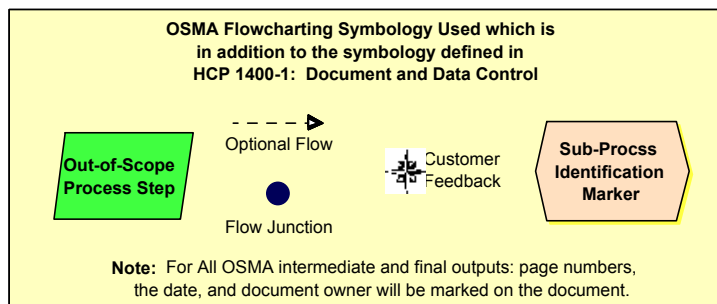 OSMA Flowcharting Symbology Used which is
in addition to the symbology defined in
HCP 1400-1:  Document and Data Control
Out-of-Scope
Process Step
Optional Flow
Flow Junction
Customer
Feedback
Sub-Procss
Identification
Marker
Note:  For All OSMA intermediate and final outputs: page numbers,
the date, and document owner will be marked on the document.